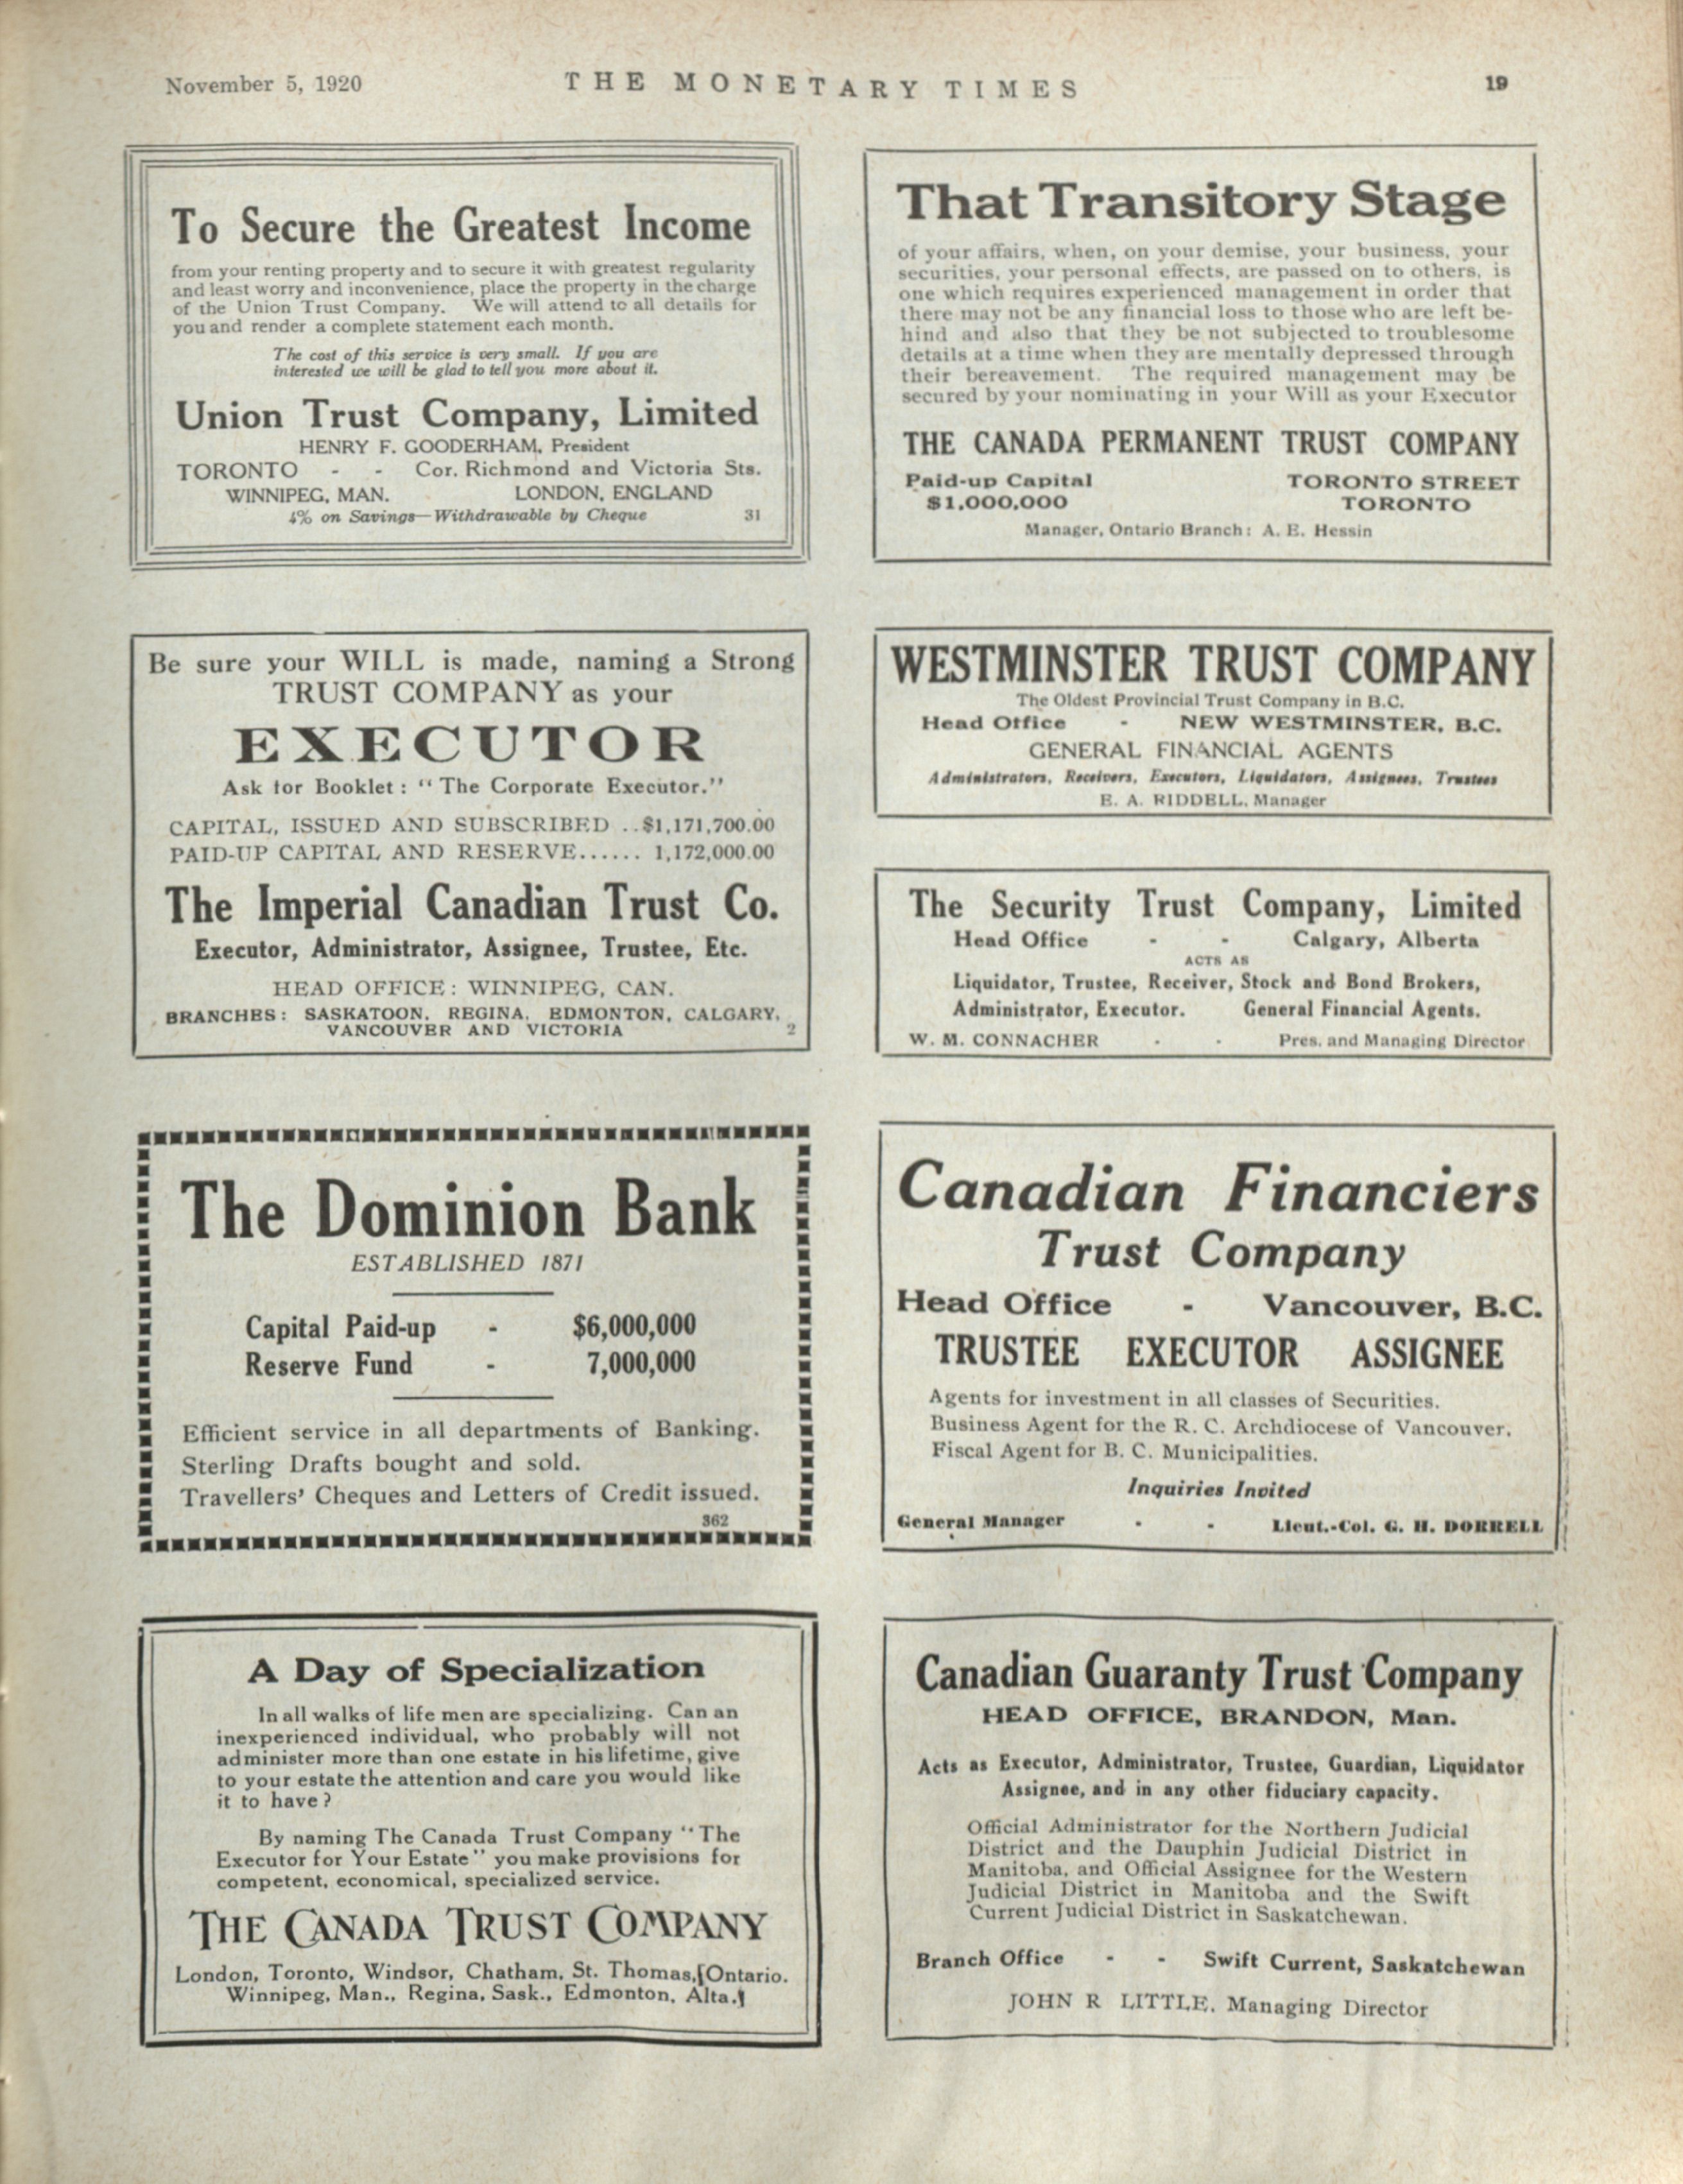 November 5, 1920
THE MONETARY TIMES
19
To Secure the Greatest Income
from your renting property and to secure it with greatest regularity
and least worry and inconvenience, place the property in the charge
of the Union Trust Company. We will attend to all details for
you and render a complete statement each month.
The cost of this service is very small. If you are
interested we will be glad to tell you more about it.
Union Trust Company, Limited
HENRY F. GOODERHAM, President
TORONTO - - Cor. Richmond and Victoria Sts.
WINNIPEG, MAN. LONDON, ENGLAND
4% on Savings—Withdrawable by Cheque 31
Be sure your WILL is made, naming a Strong
TRUST COMPANY as your
EXECUTOR
Ask for Booklet: "The Corporate Executor."
CAPITAL, ISSUED AND SUBSCRIBED ..$1,171,700.00
PAID-UP CAPITAL AND RESERVE...... 1,172,000.00
The Imperial Canadian Trust Co.
Executor, Administrator, Assignee, Trustee, Etc.
HEAD OFFICE: WINNIPEG, CAN.
BRANCHES: SASKATOON, REGINA, EDMONTON, CALGARY,
VANCOUVER AND VICTORIA 2
The Dominion Bank
ESTABLISHED 1871
Capital Paid-up - $6,000,000
Reserve Fund - 7,000,000
Efficient service in all departments of Banking.
Sterling Drafts bought and sold.
Travellers' Cheques and Letters of Credit issued.
362
A Day of Specialization
In all walks of life men are specializing. Can an
inexperienced individual, who probably will not
administer more than one estate in his lifetime, give
to your estate the attention and care you would like
it to have?
By naming The Canada Trust Company "The
Executor for Your Estate" you make provisions for
competent, economical, specialized service.
THE CANADA TRUST COMPANY
London, Toronto, Windsor, Chatham, St. Thomas,[Ontario.
Winnipeg, Man., Regina, Sask., Edmonton, Alta.]
That Transitory Stage
of your affairs, when, on your demise, your business, your
securities, your personal effects, are passed on to others, is
one which requires experienced management in order that
there may not be any financial loss to those who are left be-
hind and also that they be not subjected to troublesome
details at a time when they are mentally depressed through
their bereavement. The required management may be
secured by your nominating in your Will as your Executor
THE CANADA PERMANENT TRUST COMPANY
Paid-up Capital TORONTO STREET
$1,000,000 TORONTO
Manager, Ontario Branch: A. E. Hessin
WESTMINSTER TRUST COMPANY
The Oldest Provincial Trust Company in B.C.
Head Office - NEW WESTMINSTER, B.C.
GENERAL FINANCIAL AGENTS
Administrators, Receivers, Executors, Liquidators, Assignees, Trustees
E. A. RIDDELL, Manager
The Security Trust Company, Limited
Head Office - - Calgary, Alberta
ACTS AS
Liquidator, Trustee, Receiver, Stock and Bond Brokers,
Administrator, Executor. General Financial Agents.
W. M. CONNACHER - - Pres. and Managing Director
Canadian Financiers
Trust Company
Head Office - Vancouver, B.C.
TRUSTEE EXECUTOR ASSIGNEE
Agents for investment in all classes of Securities.
Business Agent for the R. C. Archdiocese of Vancouver.
Fiscal Agent for B. C. Municipalities.
Inquiries Invited
General Manager - - Lieut.-Col. G. H. DORRELL
Canadian Guaranty Trust Company
HEAD OFFICE, BRANDON, Man.
Acts as Executor, Administrator, Trustee, Guardian, Liquidator
Assignee, and in any other fiduciary capacity.
Official Administrator for the Northern Judicial
District and the Dauphin Judicial District in
Manitoba, and Official Assignee for the Western
Judicial District in Manitoba and the Swift
Current Judicial District in Saskatchewan.
Branch Office - - Swift Current, Saskatchewan
JOHN R LITTLE, Managing Director